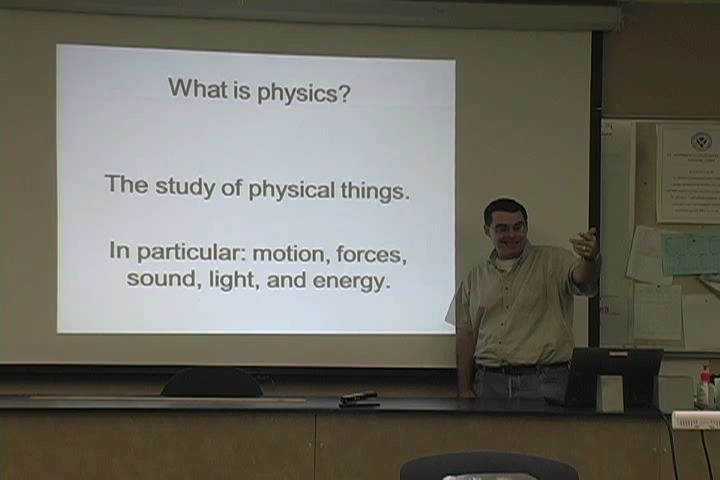 What is physics?
The study of physical things.
In particular: motion, forces,
sound, light, and energy.